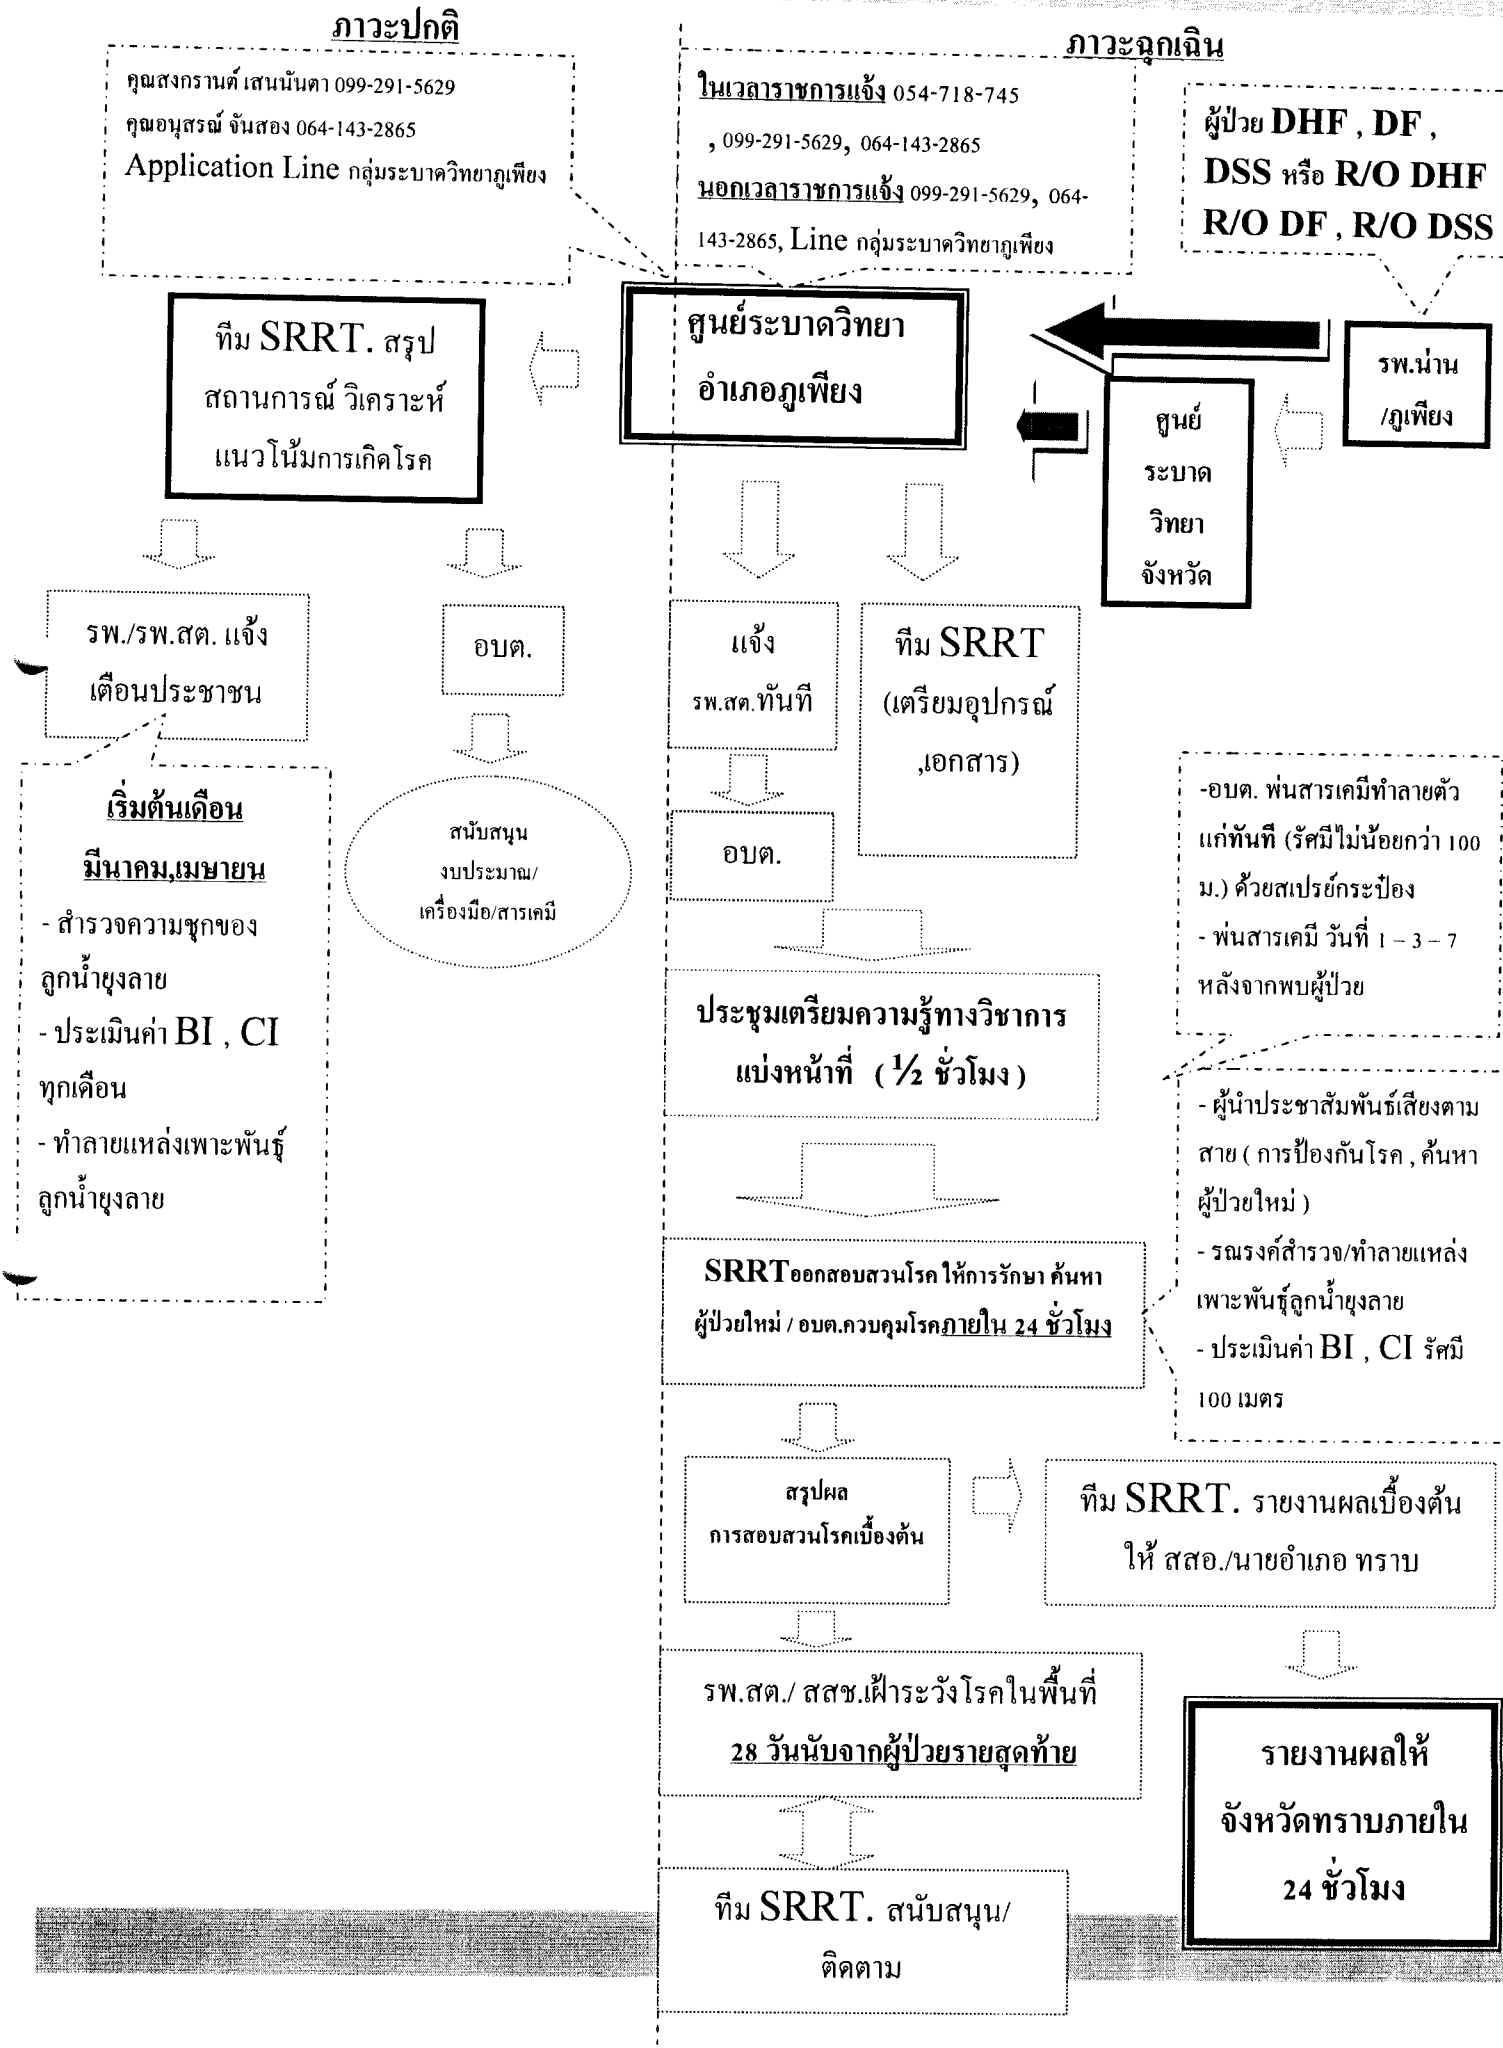 ภาวะปกติ
คุณสงกรานต์ เสนนันตา 099-291-5629
คุณอนุสรณ์ จันสอง 064-143-2865
Application Line กลุ่มระบาดวิทยาภูเพียง
ภาวะฉุกเฉิน
ในเวลาราชการแจ้ง 054-718-745
, 099-291-5629, 064-143-2865
นอกเวลาราชการแจ้ง 099-291-5629, 064-
143-2865, Line กลุ่มระบาดวิทยาภูเพียง
ผู้ป่วย DHF , DF ,
DSS หรือ R/O DHF
R/O DF , R/O DSS
ทีม SRRT. สรุป
สถานการณ์ วิเคราะห์
แนวโน้มการเกิดโรค
ศูนย์ระบาดวิทยา
อำเภอภูเพียง
ศูนย์
ระบาด
วิทยา
จังหวัด
รพ.น่าน
/ภูเพียง
รพ./รพ.สต. แจ้ง
เตือนประชาชน
อบต.
แจ้ง
รพ.สต.ทันที
ทีม SRRT
(เตรียมอุปกรณ์
,เอกสาร)
เริ่มต้นเดือน
มีนาคม,เมษายน
- สำรวจความชุกของ
ลูกน้ำยุงลาย
- ประเมินค่า BI , CI
ทุกเดือน
- ทำลายแหล่งเพาะพันธุ์
ลูกน้ำยุงลาย
สนับสนุน
งบประมาณ/
เครื่องมือ/สารเคมี
อบต.
-อบต. พ่นสารเคมีทำลายตัว
แก่ทันที (รัศมีไม่น้อยกว่า 100
ม.) ด้วยสเปรย์กระป๋อง
- พ่นสารเคมี วันที่ 1 – 3 – 7
หลังจากพบผู้ป่วย
ประชุมเตรียมความรู้ทางวิชาการ
แบ่งหน้าที่ ( ½ ชั่วโมง )
- ผู้นำประชาสัมพันธ์เสียงตาม
สาย ( การป้องกันโรค , ค้นหา
ผู้ป่วยใหม่ )
- รณรงค์สำรวจ/ทำลายแหล่ง
เพาะพันธุ์ลูกน้ำยุงลาย
- ประเมินค่า BI , CI รัศมี
100 เมตร
SRRTออกสอบสวนโรค ให้การรักษา ค้นหา
ผู้ป่วยใหม่ / อบต.ควบคุมโรคภายใน 24 ชั่วโมง
สรุปผล
การสอบสวนโรคเบื้องต้น
ทีม SRRT. รายงานผลเบื้องต้น
ให้ สสอ./นายอำเภอ ทราบ
รพ.สต./ สสช.เฝ้าระวังโรคในพื้นที่
28 วันนับจากผู้ป่วยรายสุดท้าย
รายงานผลให้
จังหวัดทราบภายใน
24 ชั่วโมง
ทีม SRRT. สนับสนุน/
ติดตาม